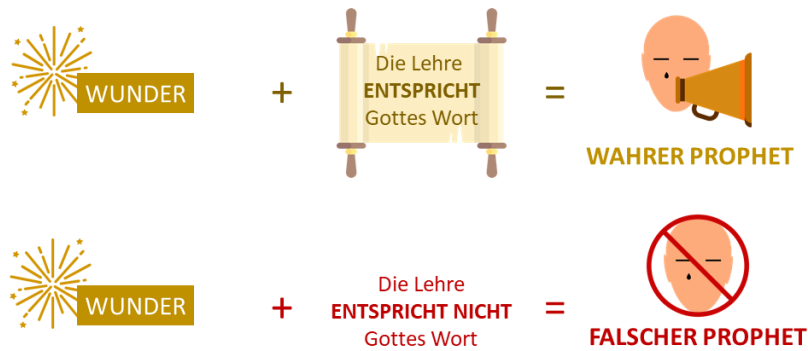 WUNDER
+
Die Lehre
ENTSPRICHT
Gottes Wort
=
WAHRER PROPHET
WUNDER
+
Die Lehre
ENTSPRICHT NICHT
Gottes Wort
=
FALSCHER PROPHET